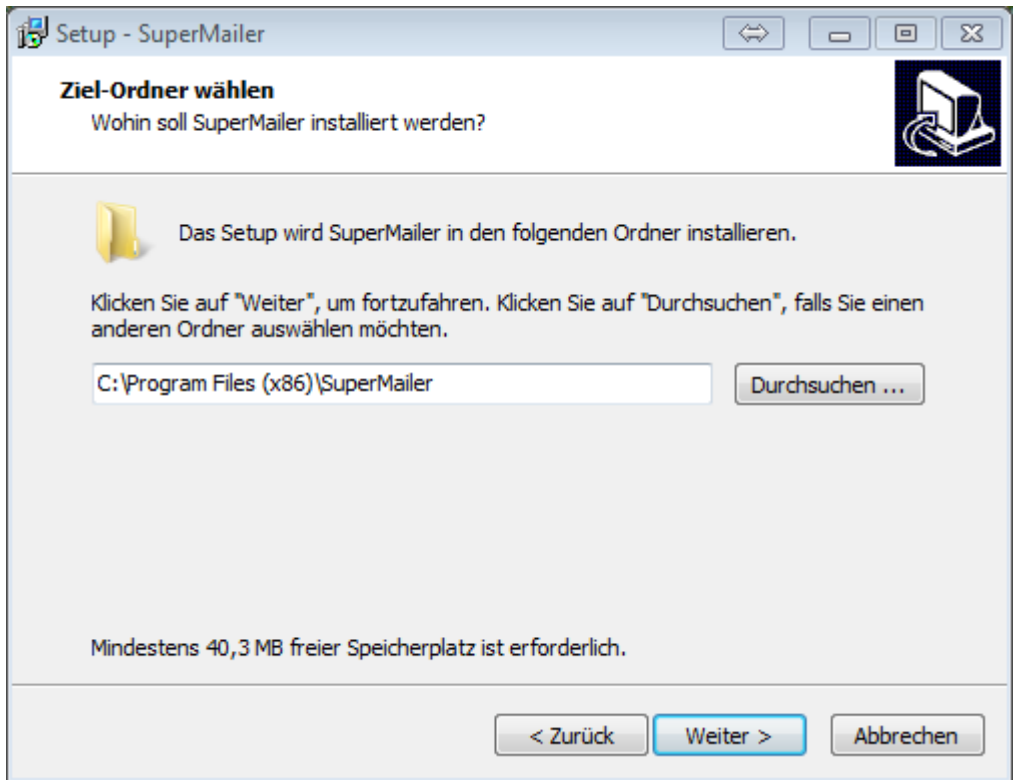 Setup - SuperMailer
Ziel-Ordner wählen
Wohin soll SuperMailer installiert werden?
Das Setup wird SuperMailer in den folgenden Ordner installieren.
Klicken Sie auf "Weiter", um fortzufahren. Klicken Sie auf "Durchsuchen", falls Sie einen
anderen Ordner auswählen möchten.
C:\Program Files (x86)\SuperMailer
Durchsuchen ...
Mindestens 40,3 MB freier Speicherplatz ist erforderlich.
< Zurück
Weiter >
Abbrechen